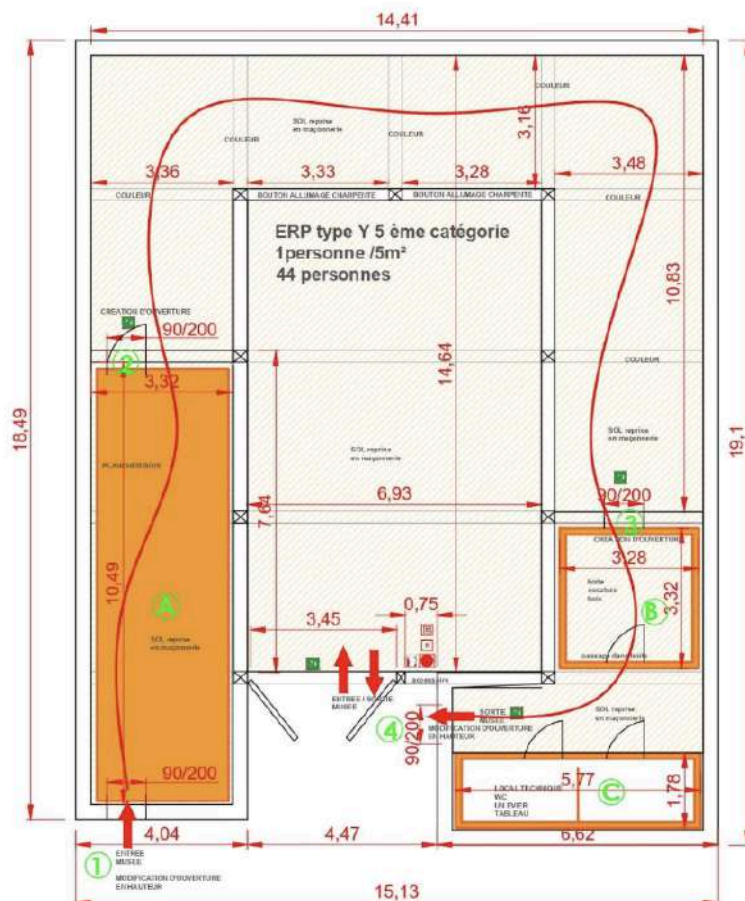 14,41
COULEUR
COULEUR
SOL reprise
en maçonnerie
COULEUR
COULEUR
3,16
3,36
3,33
3,28
3,48
COULEUR
BOUTON ALLUMAGE CHARPENTE
BOUTON ALLUMAGE CHARPENTE
COULEUR
ERP type Y 5 ème catégorie
1personne /5m²
44 personnes
10,83
CREATION D'OUVERTURE
90/200
2
14,64
COULEUR
3,32
18,49
19,1
SOL reprise
en maçonnerie
SOL reprise
en maçonnerie
7,64
6,93
90/200
3
CREATION D'OUVERTURE
3,28
10,49
3,32
A
B
SOL reprise
en maçonnerie
3,45
0,75
ENTREE / SORTIE
MUSEE
4
90/200
SORTIE
MUSEE
MODIFICATION D'OUVERTURE
EN HAUTEUR
SOL reprise
en maçonnerie
90/200
LOCAL TECHNIQUE
WC
UN EVIER
TABLEAU
5,77
C
1,78
4,04
4,47
6,62
1
ENTREE
MUSEE
MODIFICATION D'OUVERTURE
EN HAUTEUR
15,13